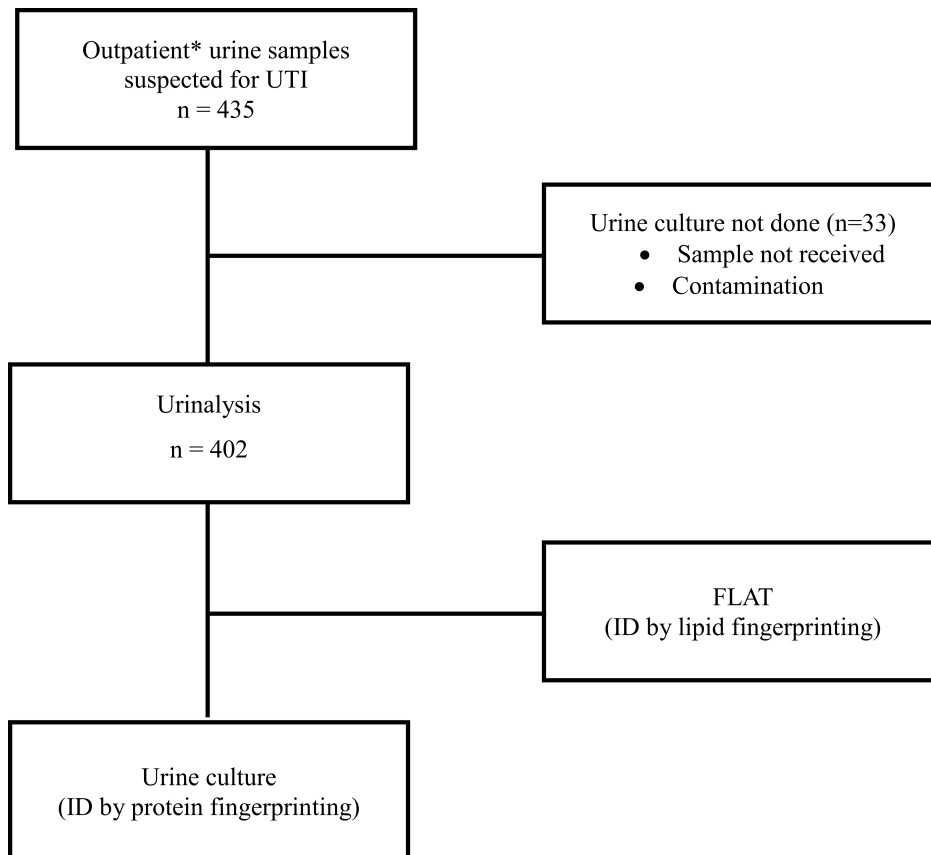 Outpatient* urine samples
suspected for UTI
n = 435
Urine culture not done (n=33)
• Sample not received
• Contamination
Urinalysis
n = 402
FLAT
(ID by lipid fingerprinting)
Urine culture
(ID by protein fingerprinting)